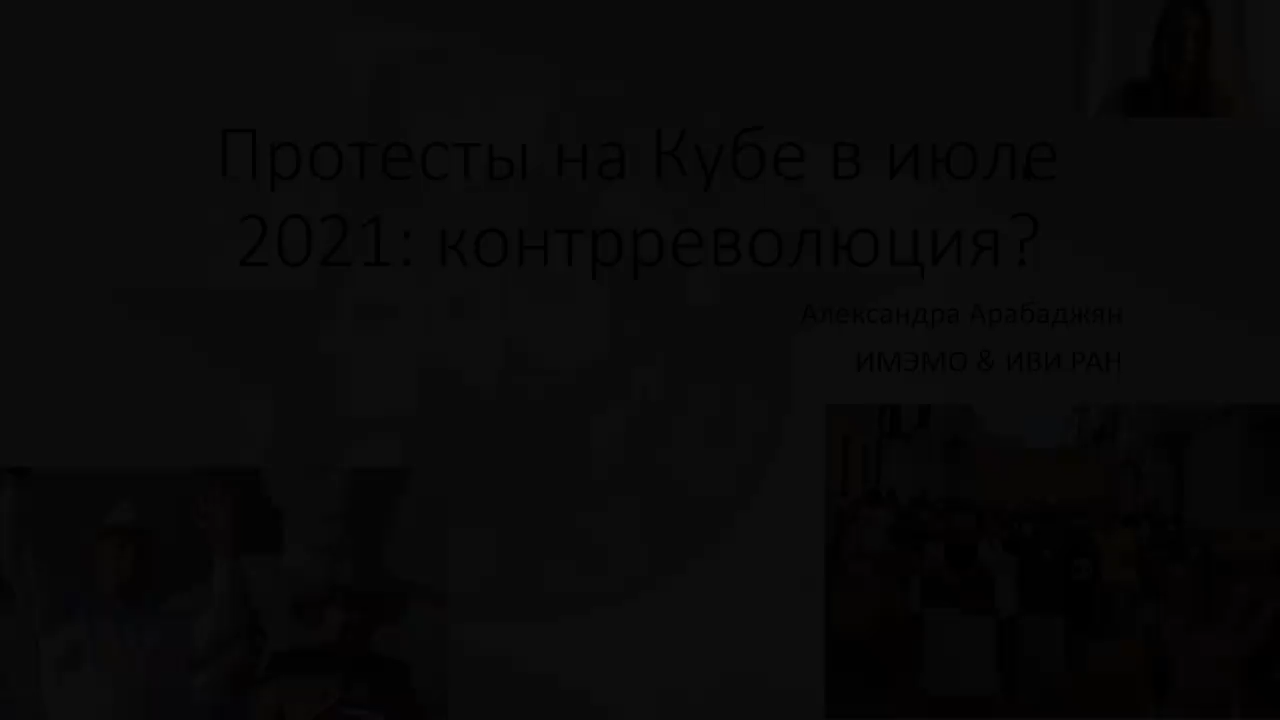 Протесты на Кубе в июле
2021: контрреволюция?
Александра Арабаджян
ИМЭМО & ИВИ РАН